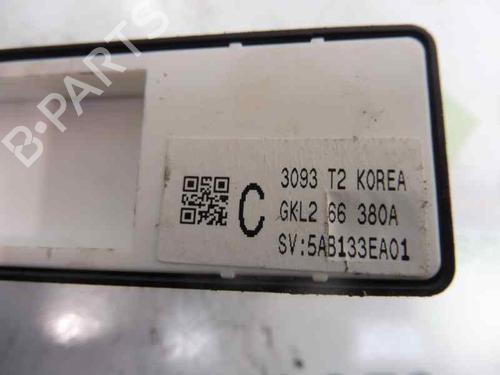 B-PARTS
3093 T2 KOREA
C
GKL2 66 380A
SV:5AB133EA01